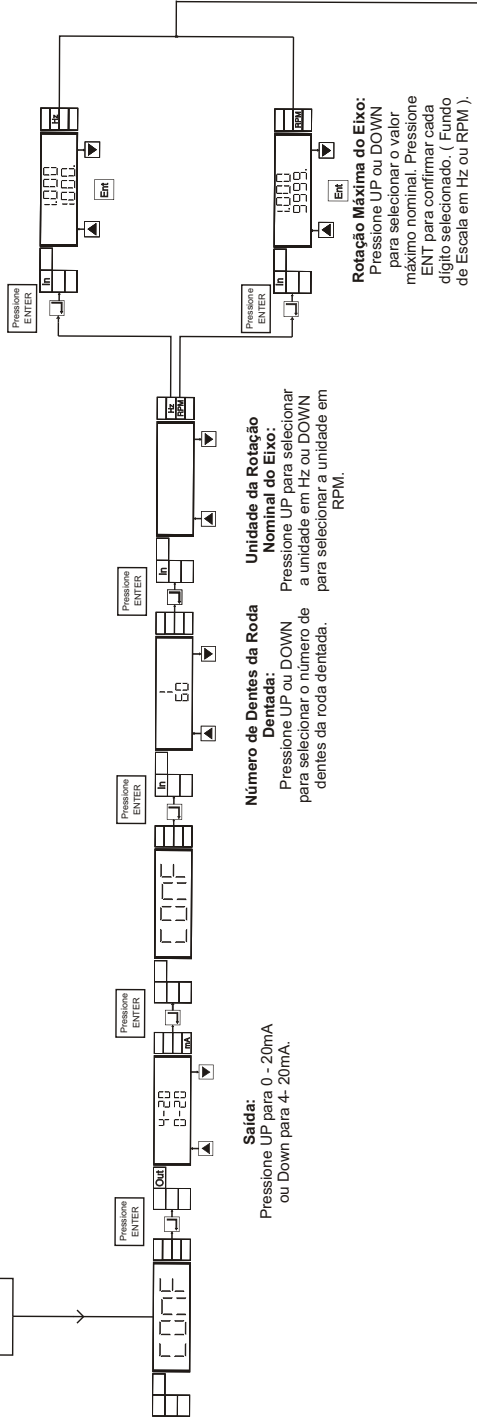 CONF
Pressione
ENTER
Out
4-20
0-20
mA
Saída:
Pressione UP para 0 - 20mA
ou Down para 4- 20mA.
Pressione
ENTER
CONF
Pressione
ENTER
In
1
60
Número de Dentes da Roda
Dentada:
Pressione UP ou DOWN
para selecionar o número de
dentes da roda dentada.
Pressione
ENTER
In
Hz
RPM
Unidade da Rotação
Nominal do Eixo:
Pressione UP para selecionar
a unidade em Hz ou DOWN
para selecionar a unidade em
RPM.
Pressione
ENTER
In
1.000
1000.
Hz
Ent
Pressione
ENTER
In
1.000
9999.
RPM
Ent
Rotação Máxima do Eixo:
Pressione UP ou DOWN
para selecionar o valor
máximo nominal. Pressione
ENT para confirmar cada
dígito selecionado. ( Fundo
de Escala em Hz ou RPM ).